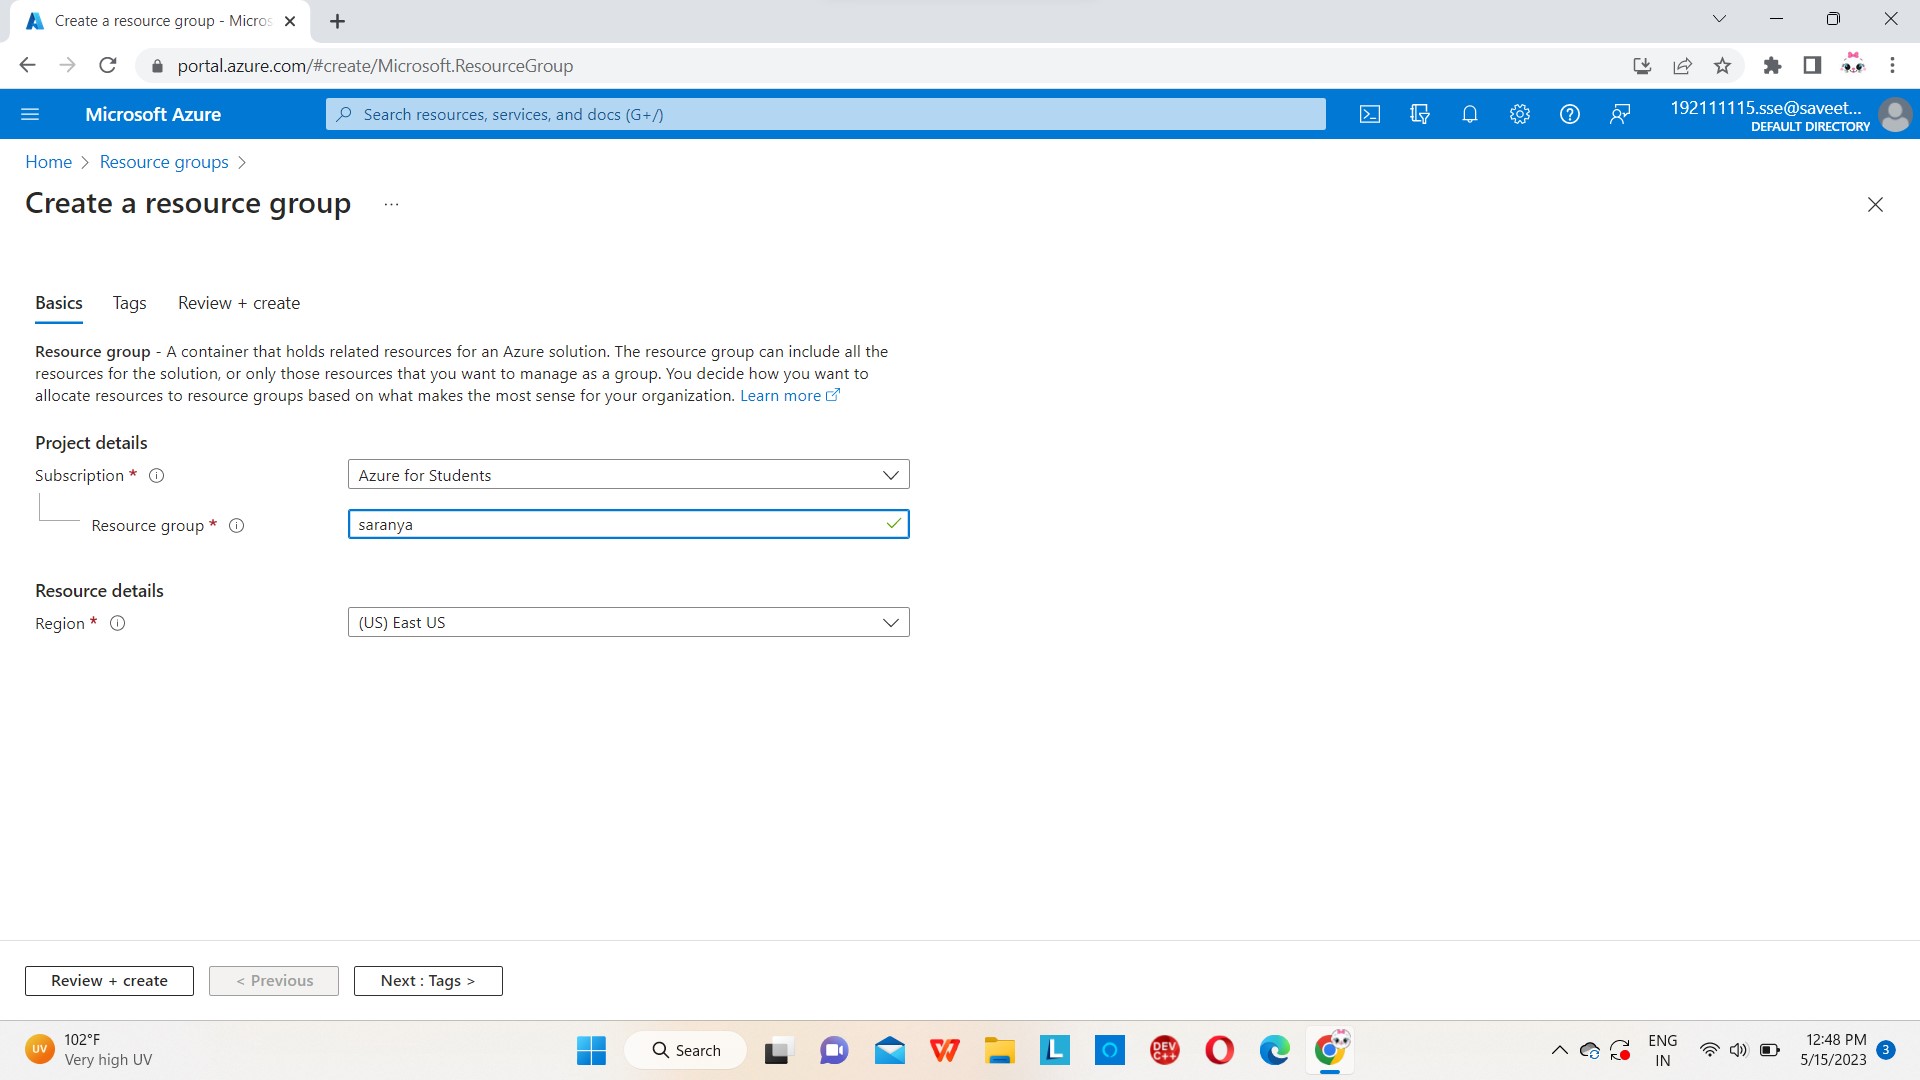 Create a resource group - Micros
portal.azure.com/#create/Microsoft.ResourceGroup
Microsoft Azure
Search resources, services, and docs (G+/)
192111115.sse@saveet...
DEFAULT DIRECTORY
Home > Resource groups >
Create a resource group ...
Basics Tags Review + create
Resource group - A container that holds related resources for an Azure solution. The resource group can include all the
resources for the solution, or only those resources that you want to manage as a group. You decide how you want to
allocate resources to resource groups based on what makes the most sense for your organization. Learn more
Project details
Subscription * Azure for Students
Resource group * saranya
Resource details
Region * (US) East US
Review + create < Previous Next : Tags >
UV 102°F
Very high UV
Search
DEV
C++
ENG
IN
12:48 PM
5/15/2023
3